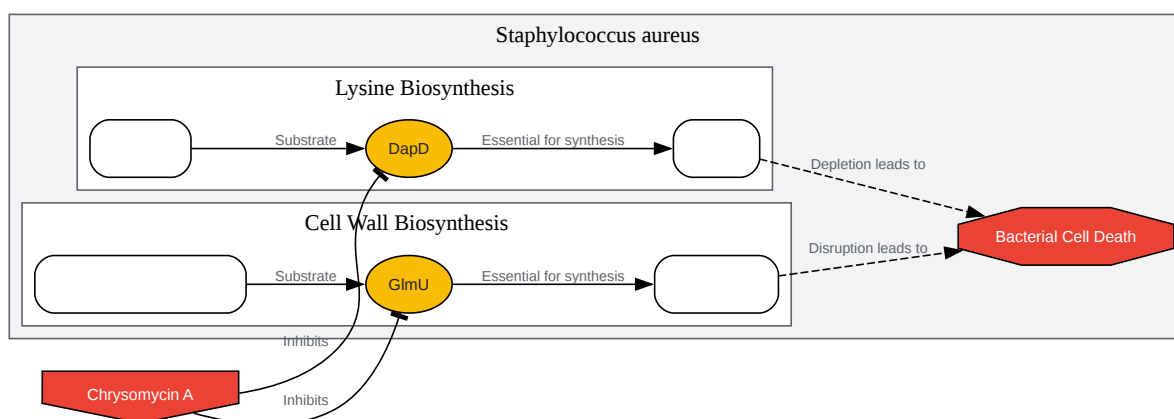 Staphylococcus aureus
Lysine Biosynthesis
Substrate
DapD
Essential for synthesis
Depletion leads to
Cell Wall Biosynthesis
Substrate
GlmU
Essential for synthesis
Disruption leads to
Bacterial Cell Death
Inhibits
Chrysomycin A
Inhibits